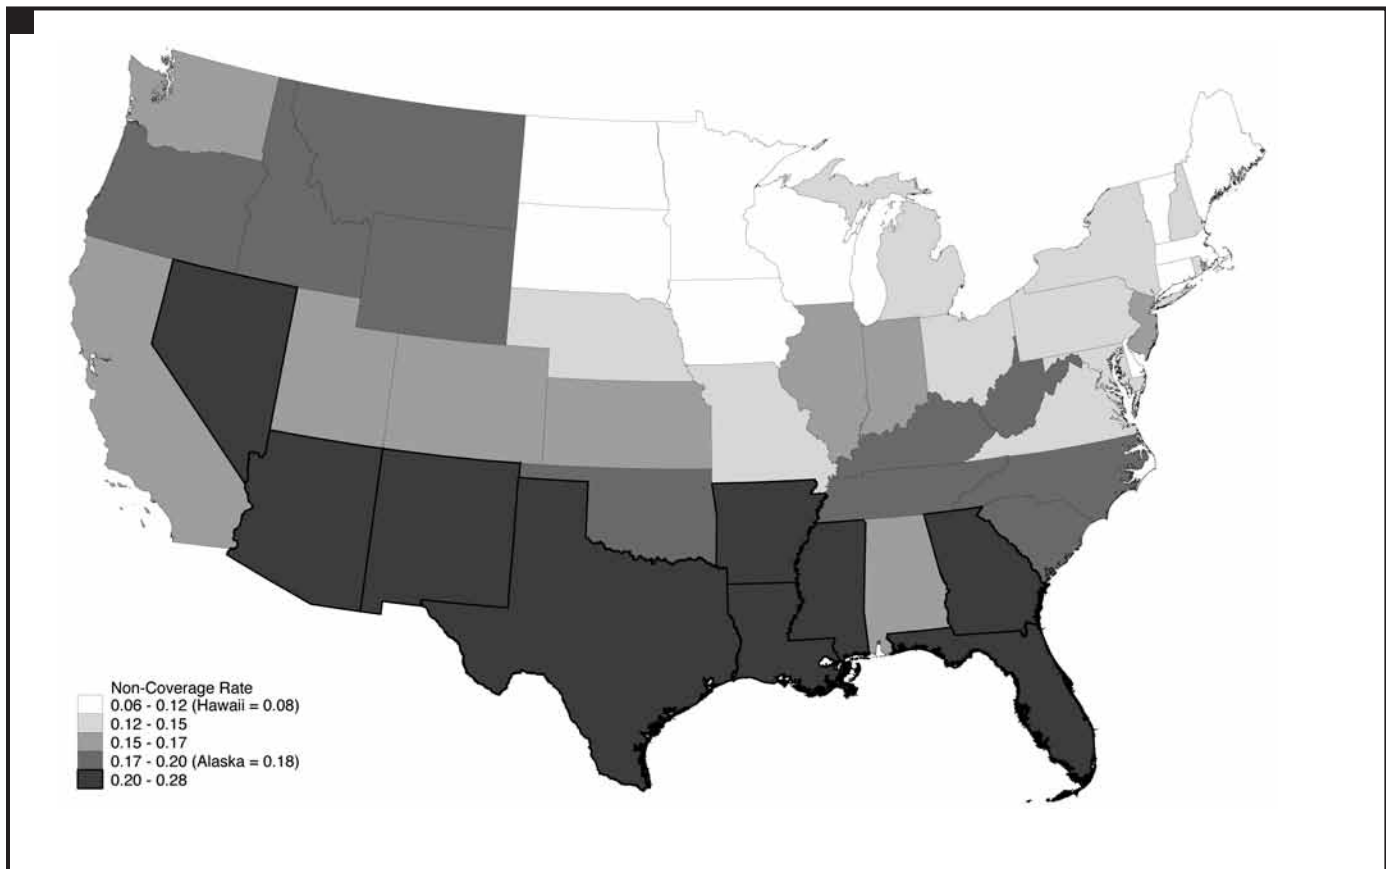 Non-Coverage Rate
0.06 - 0.12 (Hawaii = 0.08)
0.12 - 0.15
0.15 - 0.17
0.17 - 0.20 (Alaska = 0.18)
0.20 - 0.28